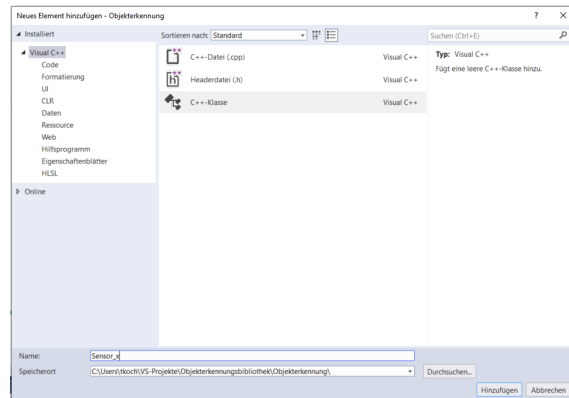 Neues Element hinzufügen - Objekterkennung ? X
Installiert
Sortieren nach: Standard
Suchen (Ctrl+E)
Visual C++
Code
Formatierung
UI
CLR
Daten
Ressource
Web
Hilfsprogramm
Eigenschaftenblätter
HLSL
Online
C++-Datei (.cpp) Visual C++
Headerdatei (.h) Visual C++
C++-Klasse Visual C++
Typ: Visual C++
Fügt eine leere C++-Klasse hinzu.
Name: Sensor_x
Speicherort C:\Users\tkoch\VS-Projekte\Objekterkennungsbibliothek\Objekterkennung\ Durchsuchen...
Hinzufügen Abbrechen